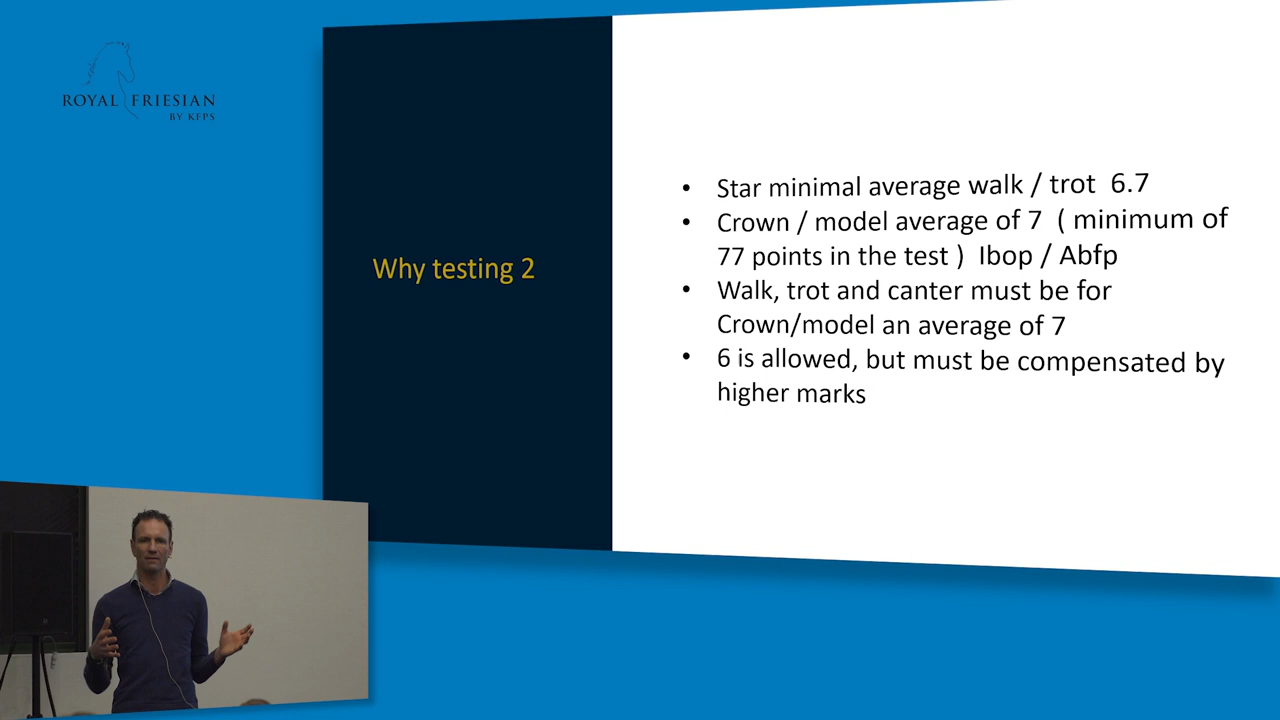 ROYAL FRIESIAN
BY KFPS
Why testing 2
• Star minimal average walk / trot 6.7
• Crown / model average of 7 ( minimum of
77 points in the test ) Ibop / Abfp
• Walk, trot and canter must be for
Crown/model an average of 7
• 6 is allowed, but must be compensated by
higher marks